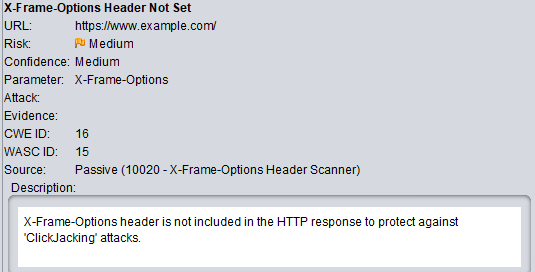 X-Frame-Options Header Not Set
URL: https://www.example.com/
Risk: Medium
Confidence: Medium
Parameter: X-Frame-Options
Attack:
Evidence:
CWE ID: 16
WASC ID: 15
Source: Passive (10020 - X-Frame-Options Header Scanner)
Description:
X-Frame-Options header is not included in the HTTP response to protect against
'ClickJacking' attacks.